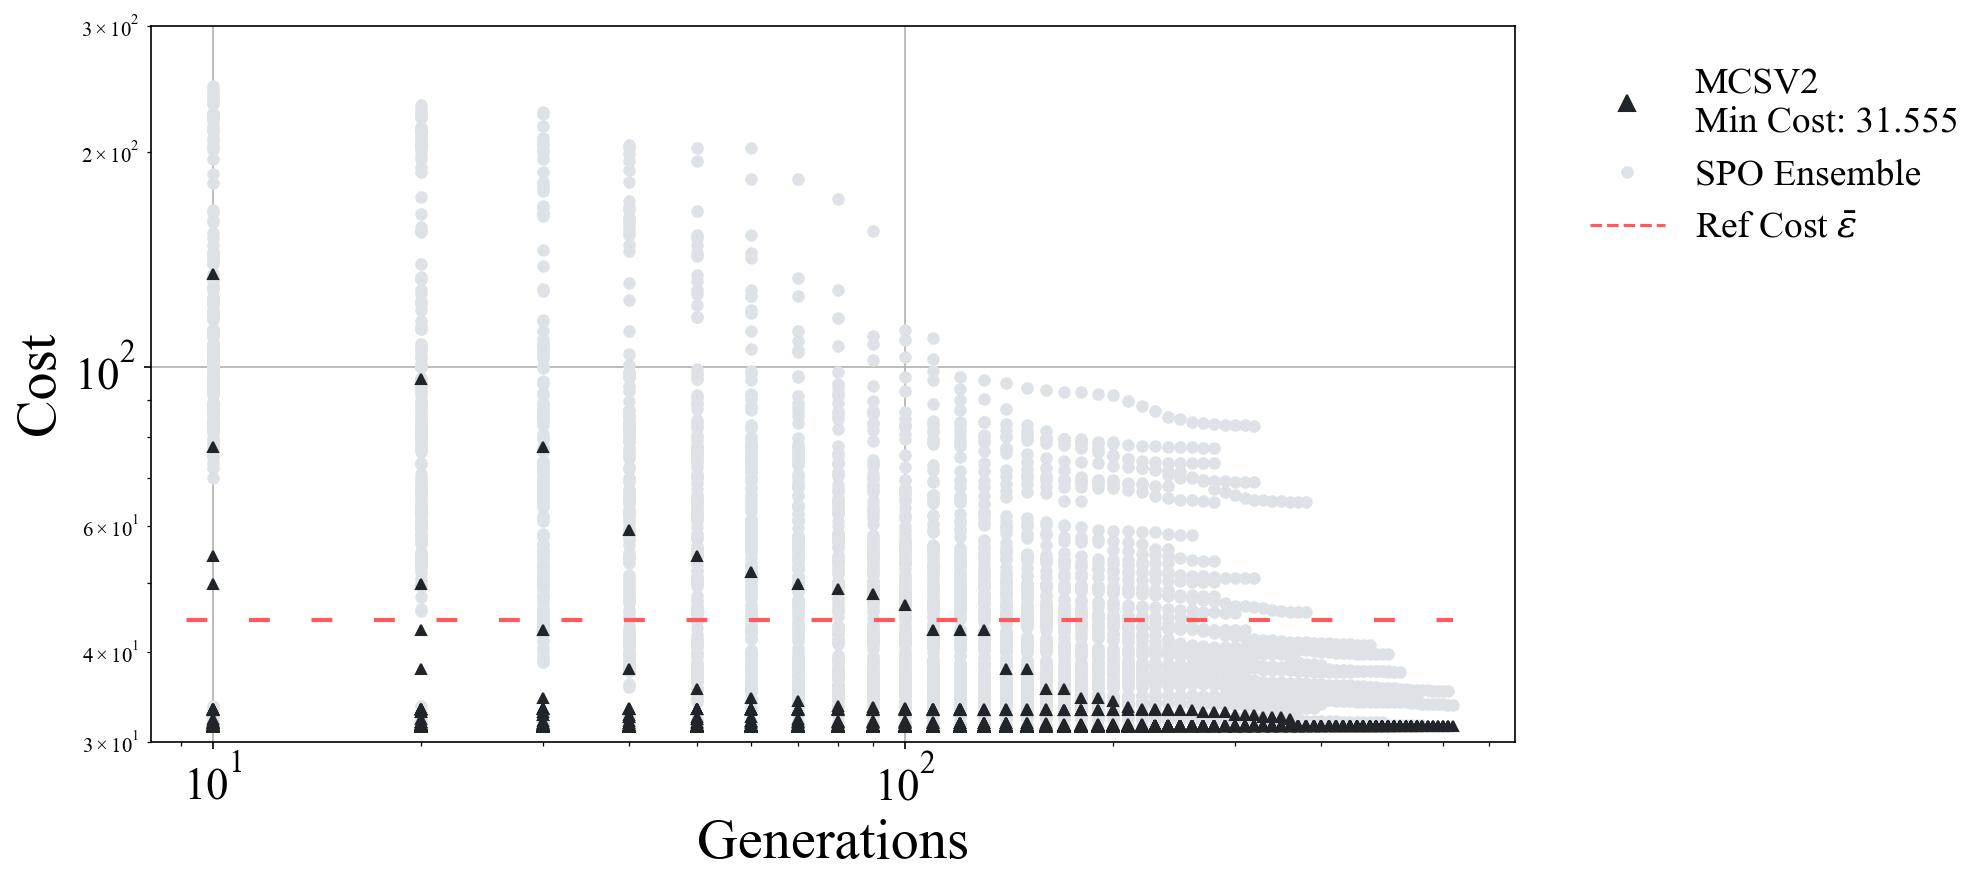 3 × 10²
2 × 10²
10²
6 × 10¹
4 × 10¹
3 × 10¹
Cost
10¹
10²
Generations
MCSV2
Min Cost: 31.555
SPO Ensemble
Ref Cost ε̄̄